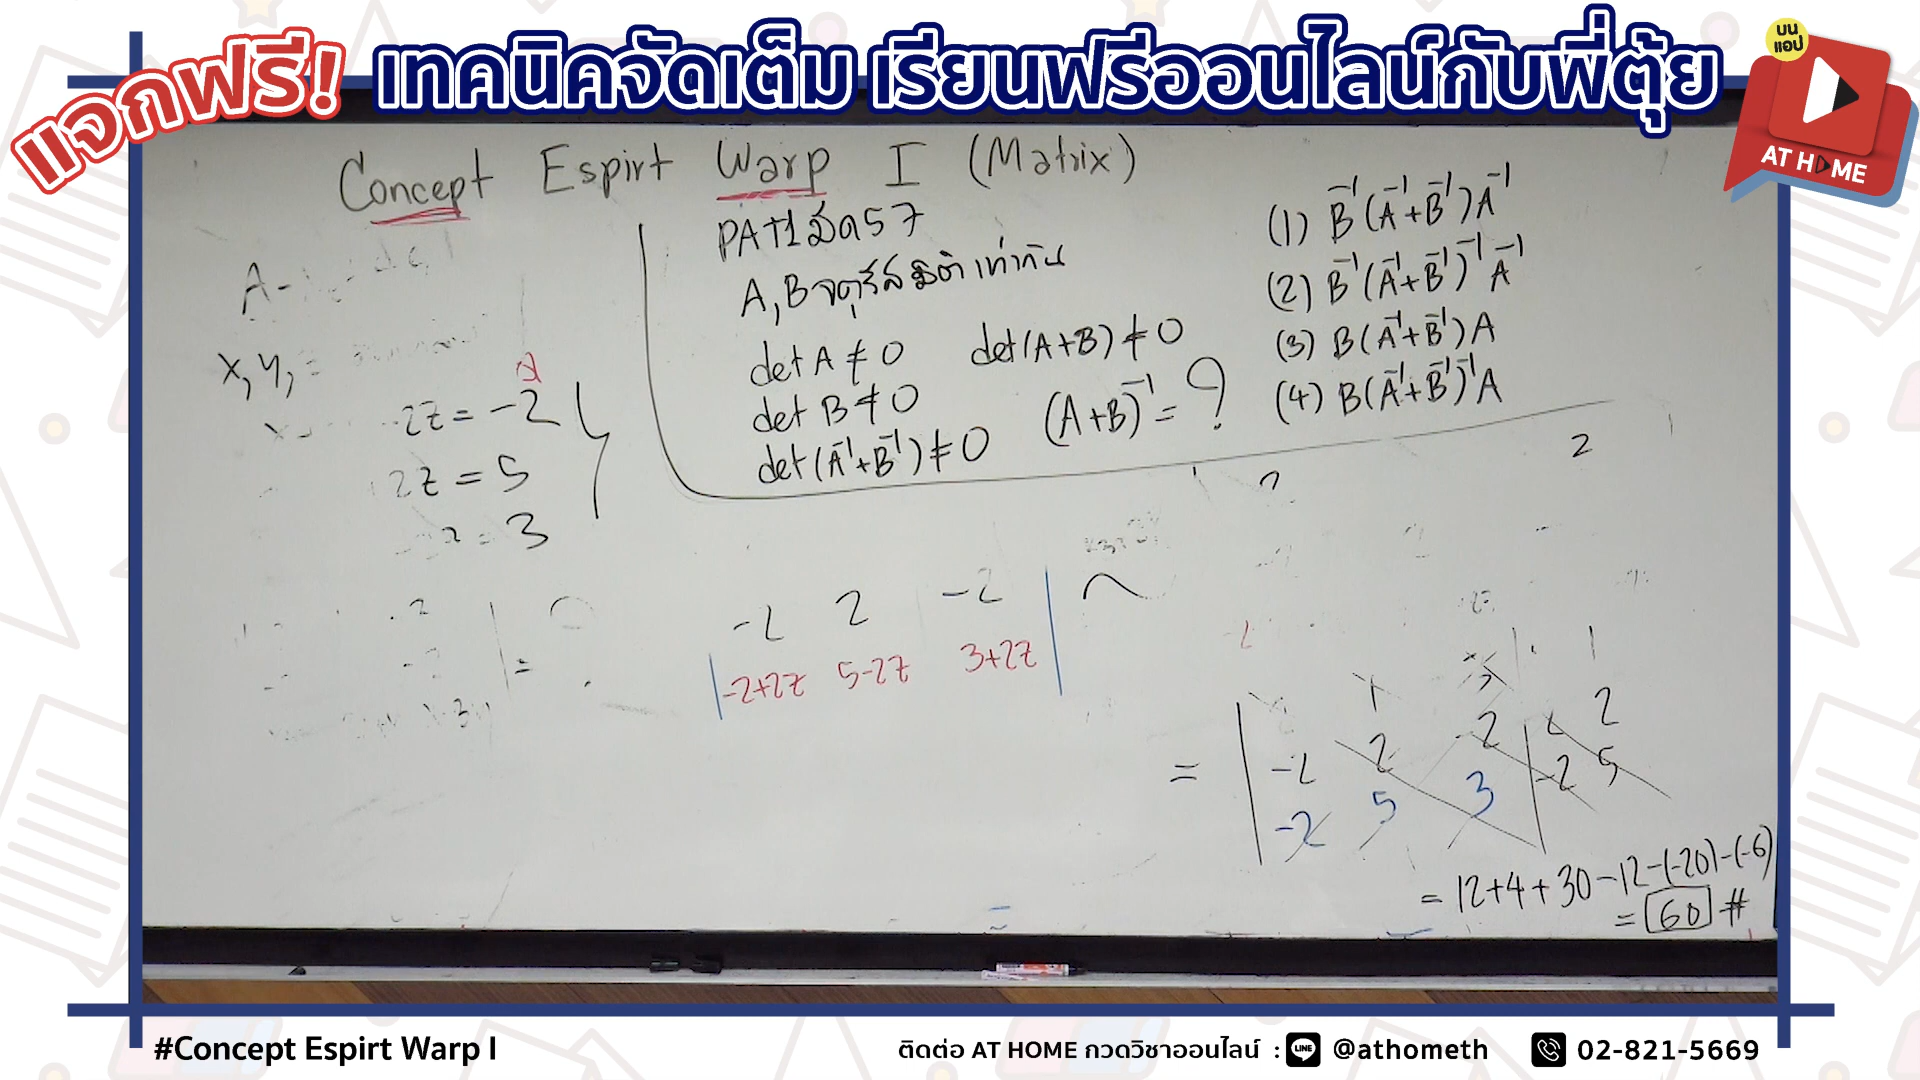 แจกฟรี! เทคนิคจัดเต็ม เรียนฟรีออนไลน์กับพี่ตุ้ย
บน
แอป
AT HOME
Concept Espirt Warp I (Matrix)
PAT1มีค57
A, B จตุรัสมิติเท่ากัน
det A ≠ 0 det(A+B) ≠ 0
det B ≠ 0 (A+B)⁻¹ = ?
det(A⁻¹+B⁻¹) ≠ 0
(1) B⁻¹(A⁻¹+B⁻¹)A⁻¹
(2) B⁻¹(A⁻¹+B⁻¹)⁻¹A⁻¹
(3) B(A⁻¹+B⁻¹)A
(4) B(A⁻¹+B⁻¹)⁻¹A
A-
x, y,
2z = -2
2z = 5
= 3
-2 2 -2
-2+2z 5-2z 3+2z
= -2 2 -2 2
-2 5 3 -2 5
= 12+4+30-12-(-20)-(-6)
= 60 #
#Concept Espirt Warp I
ติดต่อ AT HOME กวดวิชาออนไลน์ : LINE @athometh 02-821-5669